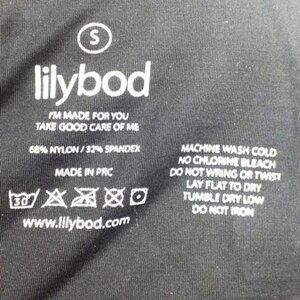 S
lilybod
I'M MADE FOR YOU
TAKE GOOD CARE OF ME
68% NYLON / 32% SPANDEX
MADE IN PRC
30
www.lilybod.com
MACHINE WASH COLD
NO CHLORINE BLEACH
DO NOT WRING OR TWIST
LAY FLAT TO DRY
TUMBLE DRY LOW
DO NOT IRON